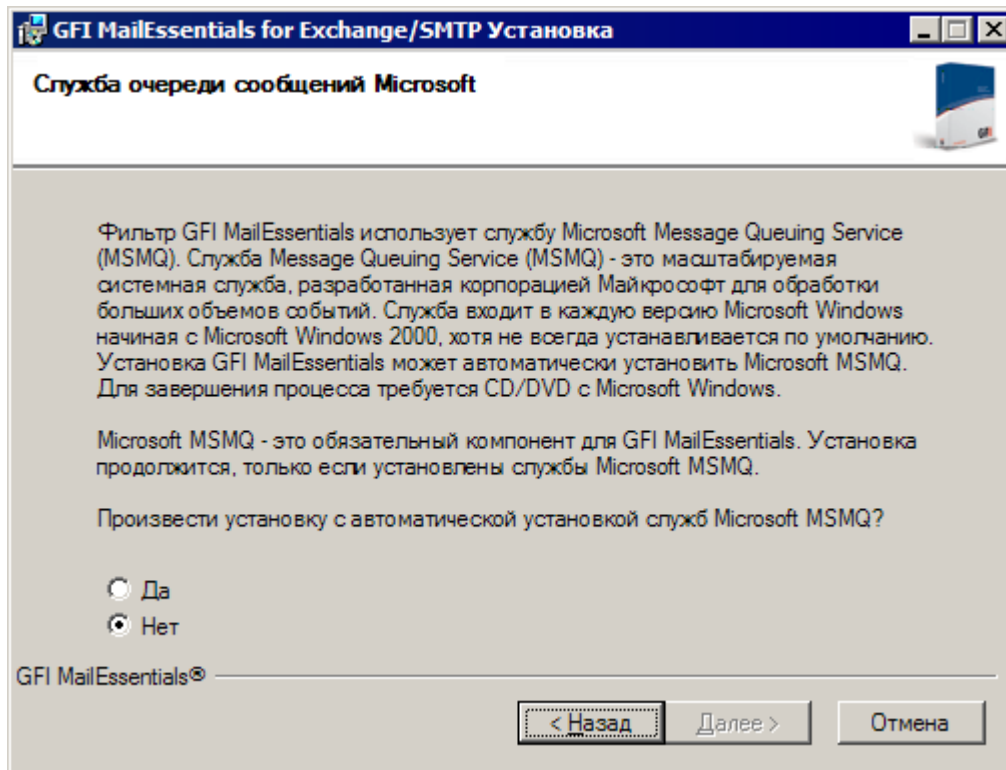 GFI MailEssentials for Exchange/SMTP Установка
Служба очереди сообщений Microsoft
GFI
Фильтр GFI MailEssentials использует службу Microsoft Message Queuing Service
(MSMQ). Служба Message Queuing Service (MSMQ) - это масштабируемая
системная служба, разработанная корпорацией Майкрософт для обработки
больших объемов событий. Служба входит в каждую версию Microsoft Windows
начиная с Microsoft Windows 2000, хотя не всегда устанавливается по умолчанию.
Установка GFI MailEssentials может автоматически установить Microsoft MSMQ.
Для завершения процесса требуется CD/DVD с Microsoft Windows.
Microsoft MSMQ - это обязательный компонент для GFI MailEssentials. Установка
продолжится, только если установлены службы Microsoft MSMQ.
Произвести установку с автоматической установкой служб Microsoft MSMQ?
Да
Нет
GFI MailEssentials®
< Назад
Далее >
Отмена